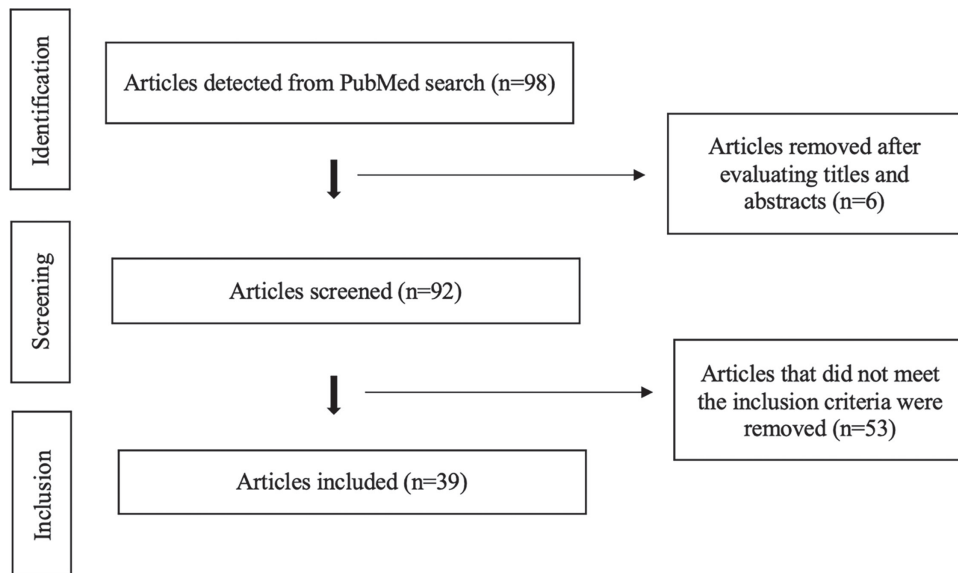 Identification
Articles detected from PubMed search (n=98)
Articles removed after
evaluating titles and
abstracts (n=6)
Screening
Articles screened (n=92)
Articles that did not meet
the inclusion criteria were
removed (n=53)
Inclusion
Articles included (n=39)